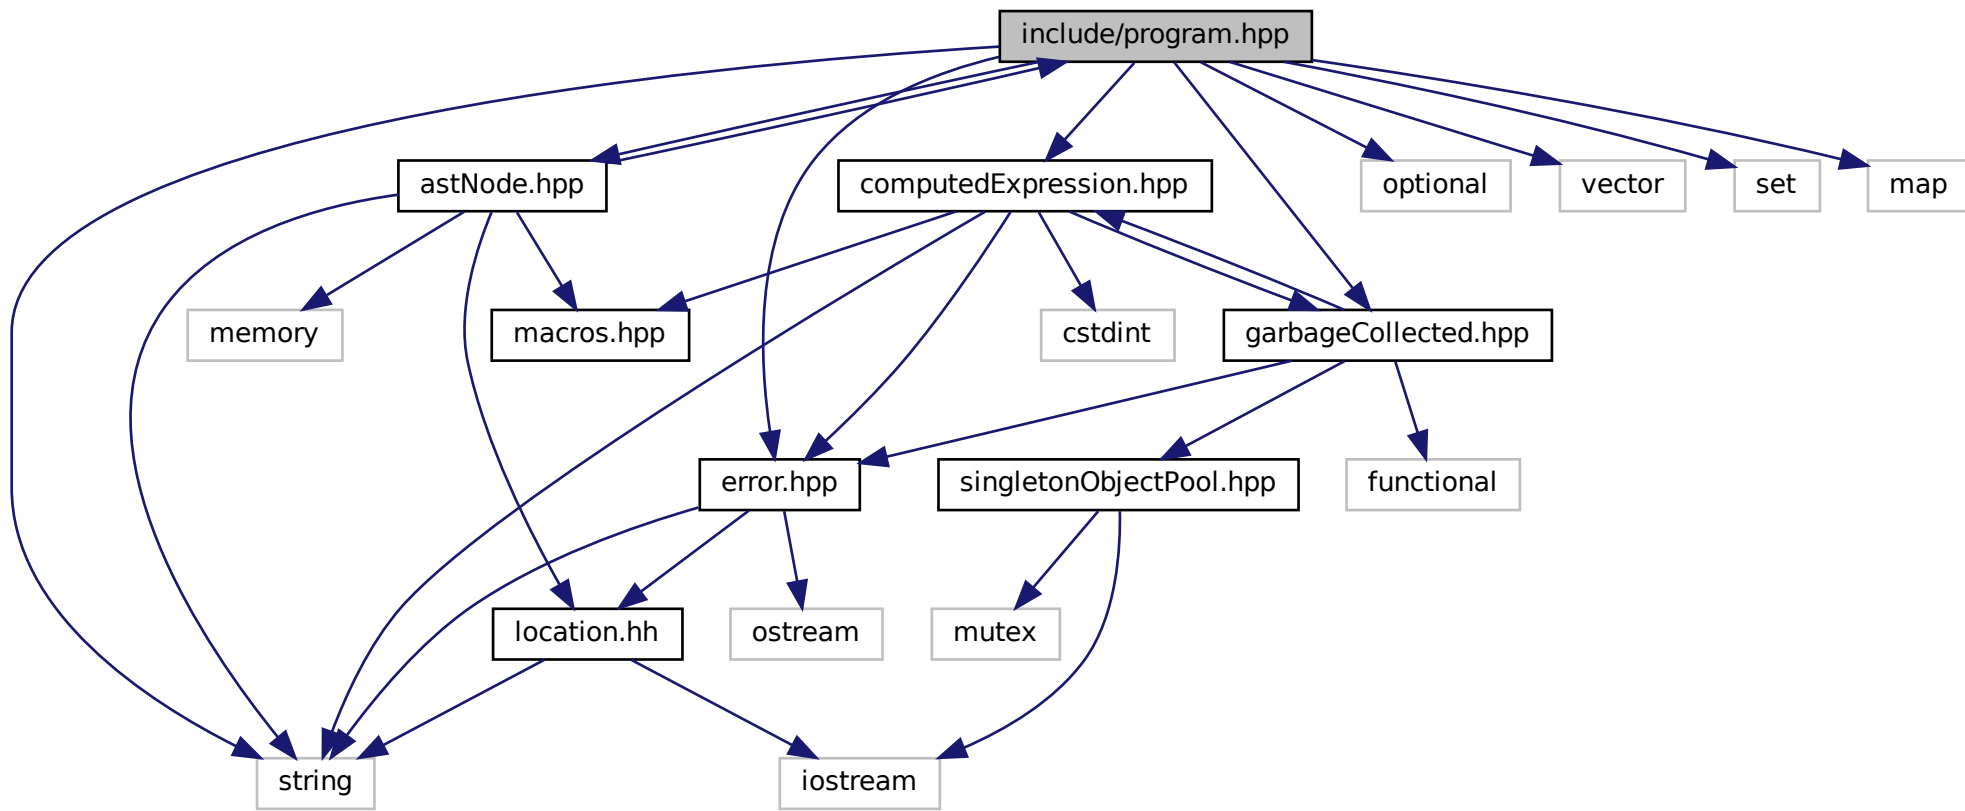 include/program.hpp
astNode.hpp
computedExpression.hpp
optional
vector
set
map
memory
macros.hpp
cstdint
garbageCollected.hpp
error.hpp
singletonObjectPool.hpp
functional
location.hh
ostream
mutex
string
iostream